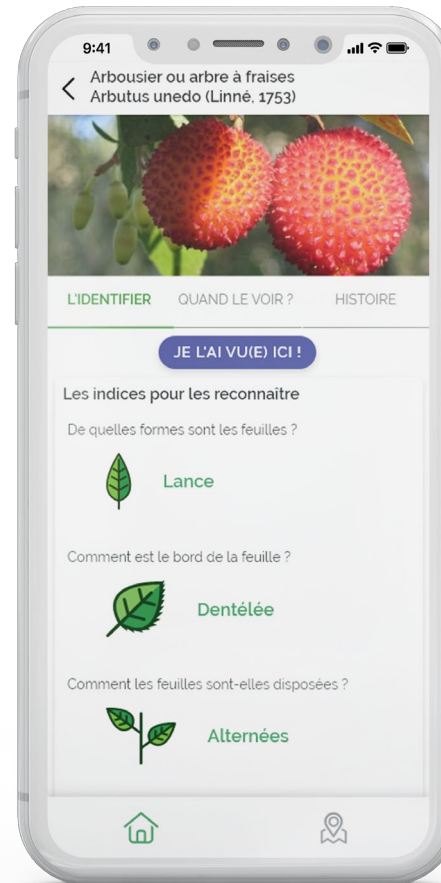 9:41
Arbousier ou arbre à fraises
Arbutus unedo (Linné, 1753)
L'IDENTIFIER QUAND LE VOIR ? HISTOIRE
JE L'AI VU(E) ICI !
Les indices pour les reconnaître
De quelles formes sont les feuilles ?
Lance
Comment est le bord de la feuille ?
Dentélée
Comment les feuilles sont-elles disposées ?
Alternées